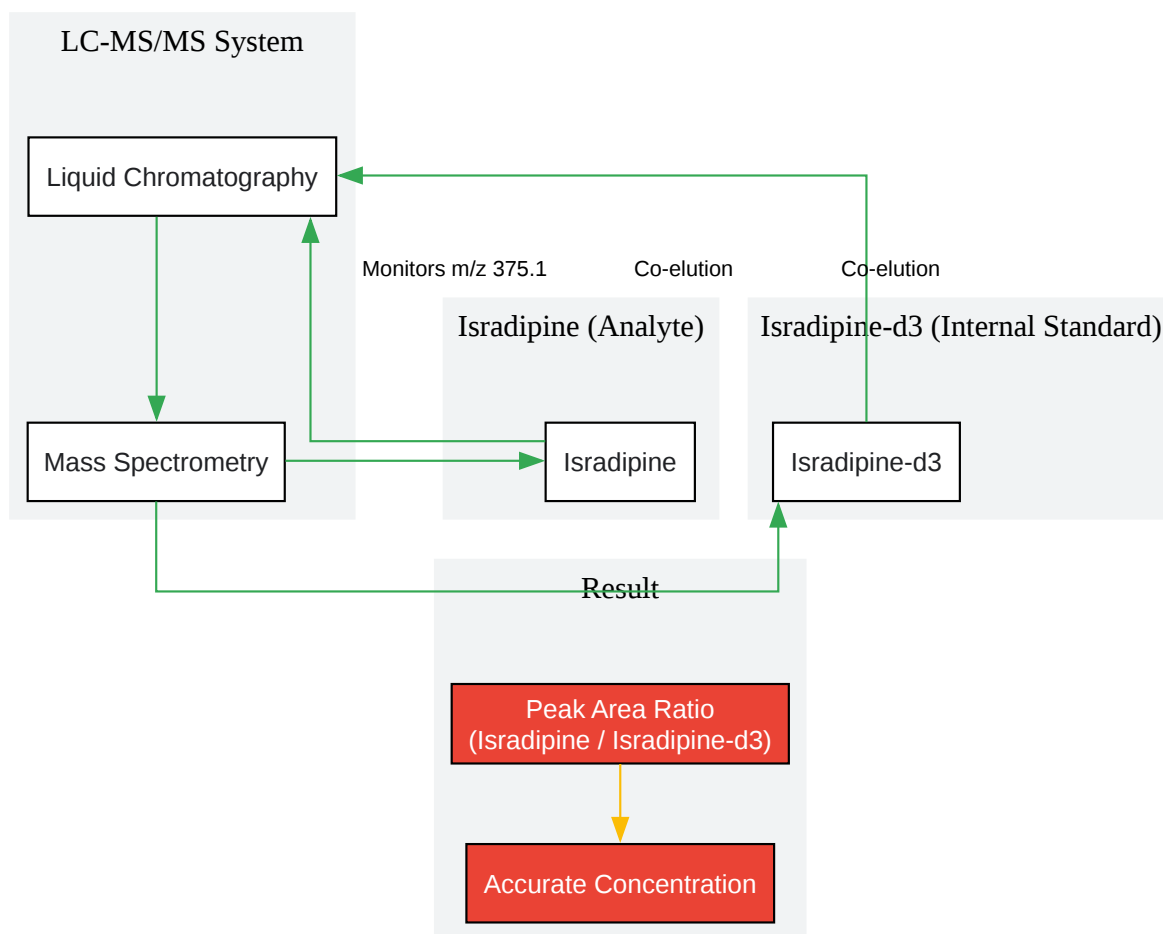 LC-MS/MS System
Liquid Chromatography
Monitors m/z 375.1
Co-elution
Co-elution
Isradipine (Analyte)
Isradipine-d3 (Internal Standard)
Mass Spectrometry
Isradipine
Isradipine-d3
Result
Peak Area Ratio
(Isradipine / Isradipine-d3)
Accurate Concentration